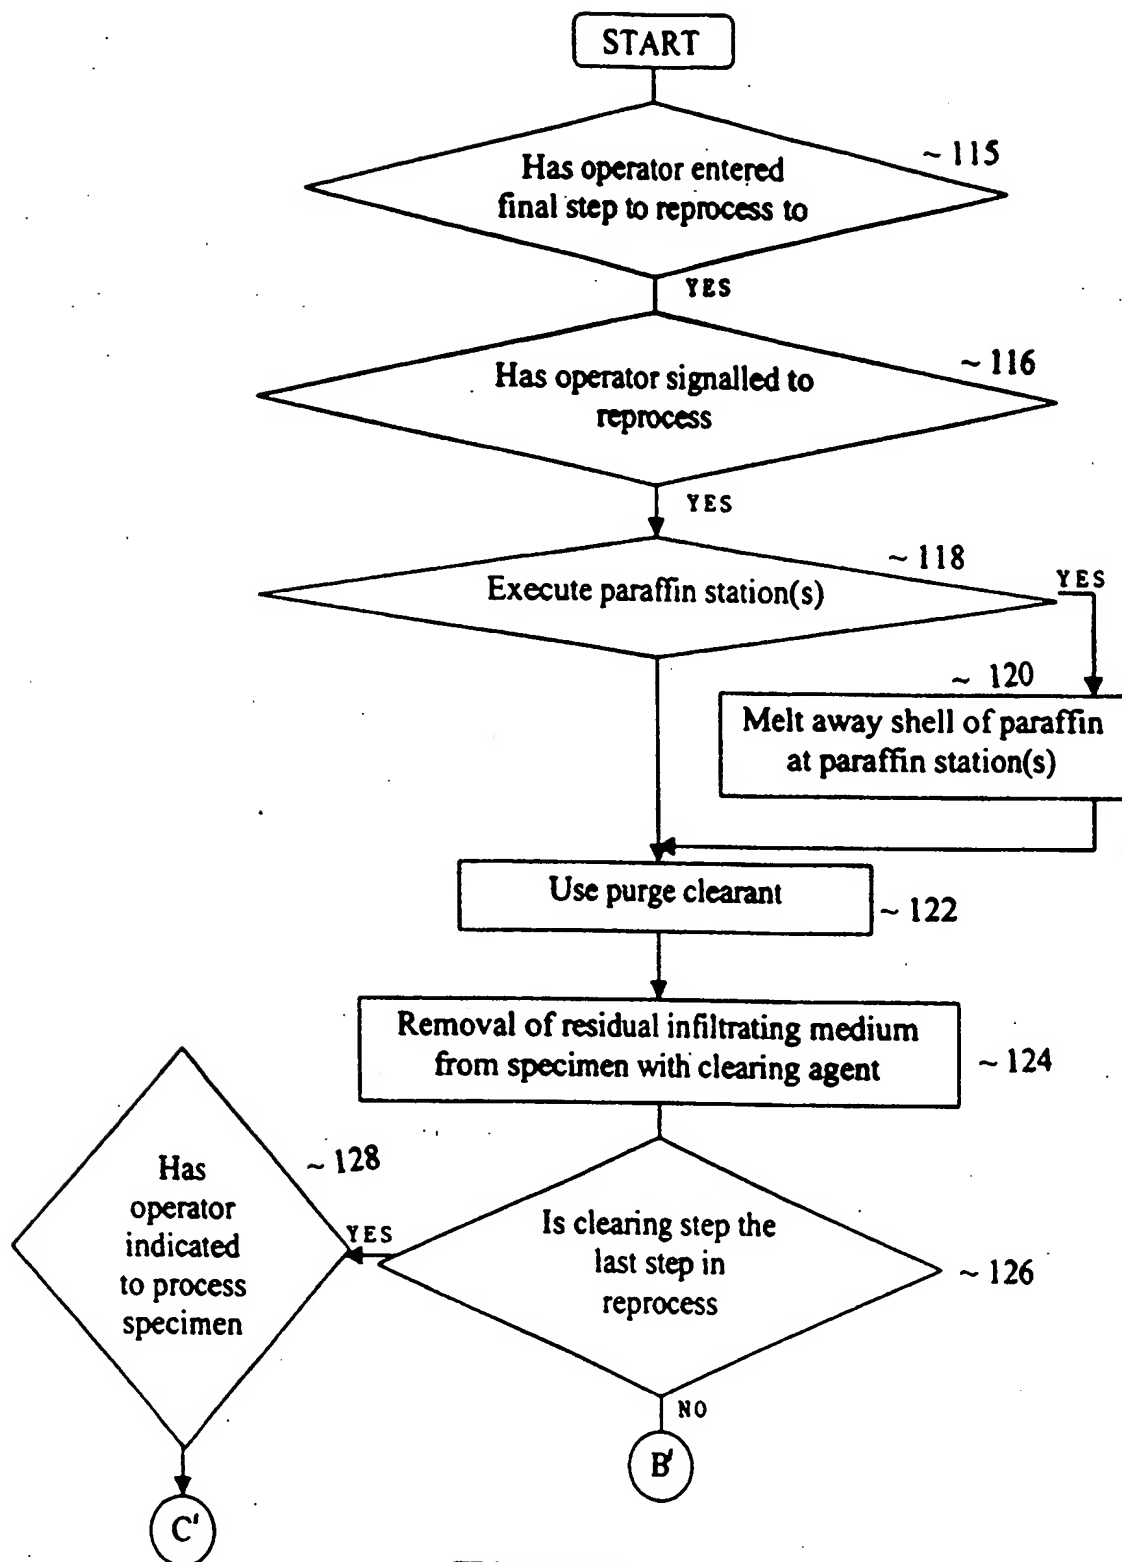 START
Has operator entered
final step to reprocess to
~ 115
YES
Has operator signalled to
reprocess
~ 116
YES
Execute paraffin station(s)
~ 118
YES
~ 120
Melt away shell of paraffin
at paraffin station(s)
Use purge clearant
~ 122
Removal of residual infiltrating medium
from specimen with clearing agent
~ 124
Has
operator
indicated
to process
specimen
~ 128
YES
Is clearing step the
last step in
reprocess
~ 126
NO
B'
C'